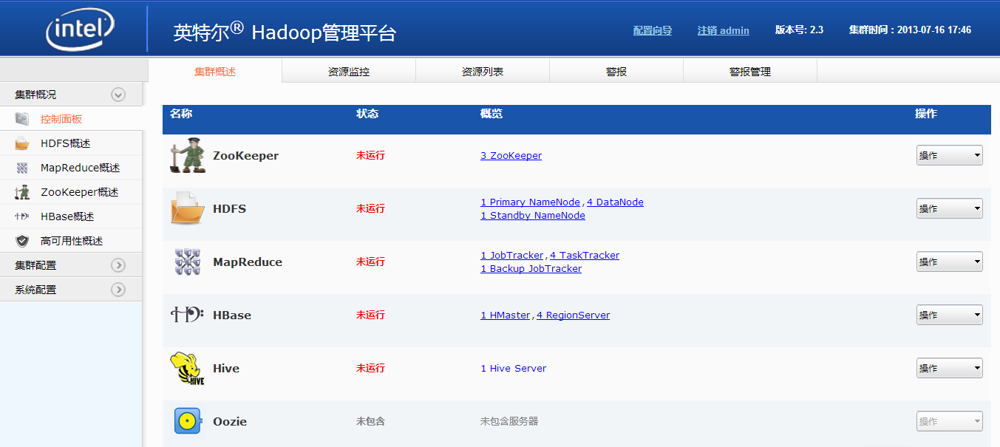 intel
英特尔® Hadoop管理平台
配置向导 注销 admin 版本号: 2.3 集群时间：2013-07-16 17:46
集群概述 资源监控 资源列表 警报 警报管理
集群概况
控制面板
HDFS概述
MapReduce概述
ZooKeeper概述
HBase概述
高可用性概述
集群配置
系统配置
名称 状态 概览 操作
ZooKeeper 未运行 3 ZooKeeper 操作
HDFS 未运行 1 Primary NameNode , 4 DataNode 操作
1 Standby NameNode
MapReduce 未运行 1 JobTracker , 4 TaskTracker 操作
1 Backup JobTracker
HBase 未运行 1 HMaster , 4 RegionServer 操作
HIVE
Hive 未运行 1 Hive Server 操作
Oozie 未包含 未包含服务器 操作